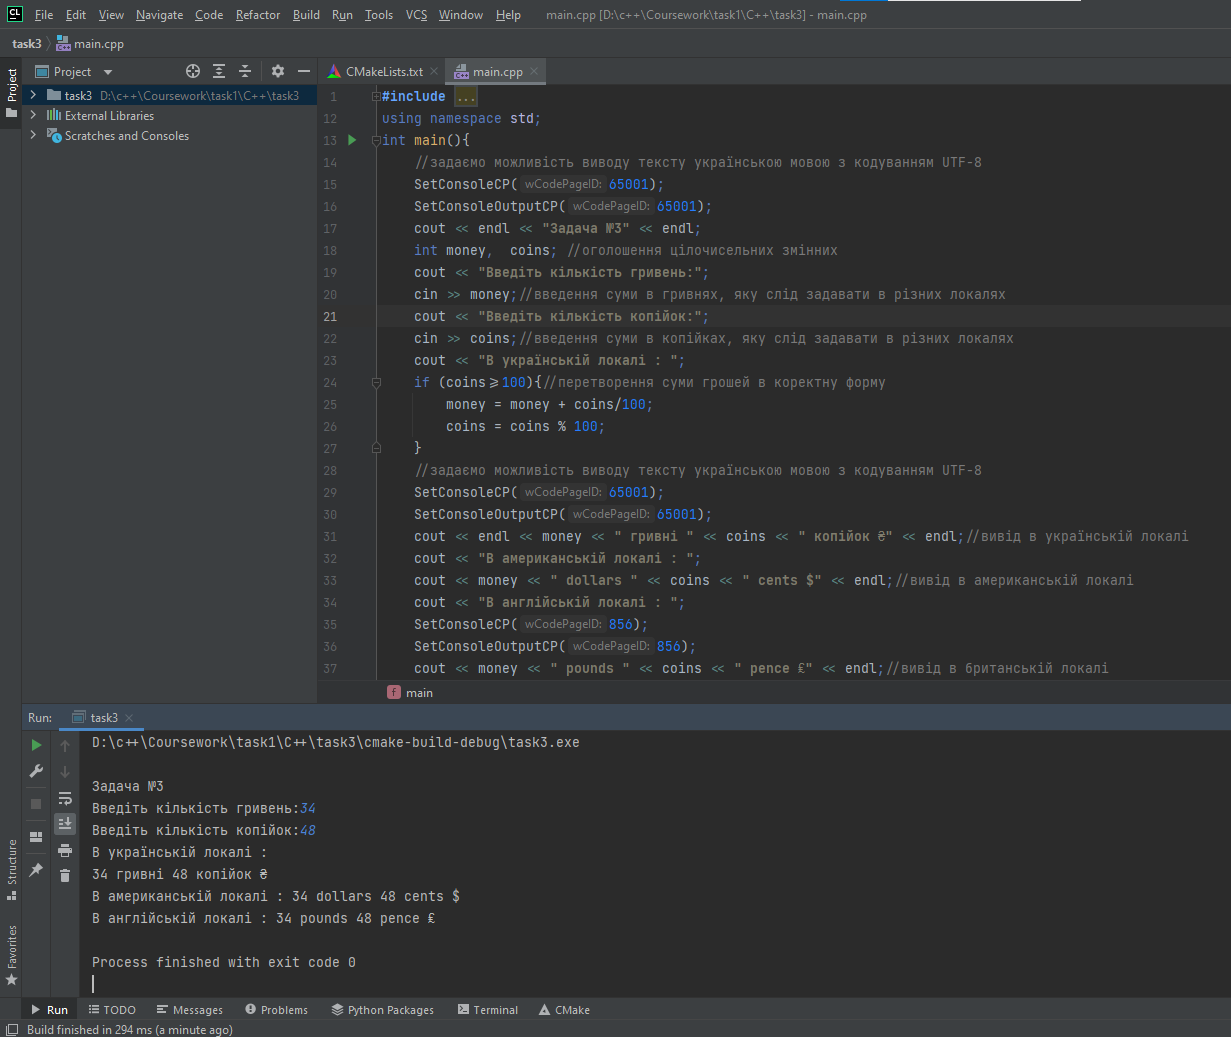 File Edit View Navigate Code Refactor Build Run Tools VCS Window Help main.cpp [D:\c++\Coursework\task1\C++\task3] - main.cpp
task3 main.cpp
Project
Project
CMakeLists.txt main.cpp
task3 D:\c++\Coursework\task1\C++\task3
External Libraries
Scratches and Consoles
1 #include ...
12 using namespace std;
13 int main(){
14 //задаємо можливість виводу тексту українською мовою з кодуванням UTF-8
15 SetConsoleCP( wCodePageID: 65001);
16 SetConsoleOutputCP( wCodePageID: 65001);
17 cout << endl << "Задача №3" << endl;
18 int money,  coins; //оголошення цілочисельних змінних
19 cout << "Введіть кількість гривень:";
20 cin >> money;//введення суми в гривнях, яку слід задавати в різних локалях
21 cout << "Введіть кількість копійок:";
22 cin >> coins;//введення суми в копійках, яку слід задавати в різних локалях
23 cout << "В українській локалі : ";
24 if (coins>=100){//перетворення суми грошей в коректну форму
25 money = money + coins/100;
26 coins = coins % 100;
27 }
28 //задаємо можливість виводу тексту українською мовою з кодуванням UTF-8
29 SetConsoleCP( wCodePageID: 65001);
30 SetConsoleOutputCP( wCodePageID: 65001);
31 cout << endl << money << " гривні " << coins << " копійок ₴" << endl;//вивід в українській локалі
32 cout << "В американській локалі : ";
33 cout << money << " dollars " << coins << " cents $" << endl;//вивід в американській локалі
34 cout << "В англійській локалі : ";
35 SetConsoleCP( wCodePageID: 856);
36 SetConsoleOutputCP( wCodePageID: 856);
37 cout << money << " pounds " << coins << " pence £" << endl;//вивід в британській локалі
f main
Run: task3
D:\c++\Coursework\task1\C++\task3\cmake-build-debug\task3.exe
Задача №3
Введіть кількість гривень:34
Введіть кількість копійок:48
В українській локалі :
34 гривні 48 копійок ₴
В американській локалі : 34 dollars 48 cents $
В англійській локалі : 34 pounds 48 pence £
Process finished with exit code 0
Structure
Favorites
Run TODO Messages Problems Python Packages Terminal CMake
Build finished in 294 ms (a minute ago)